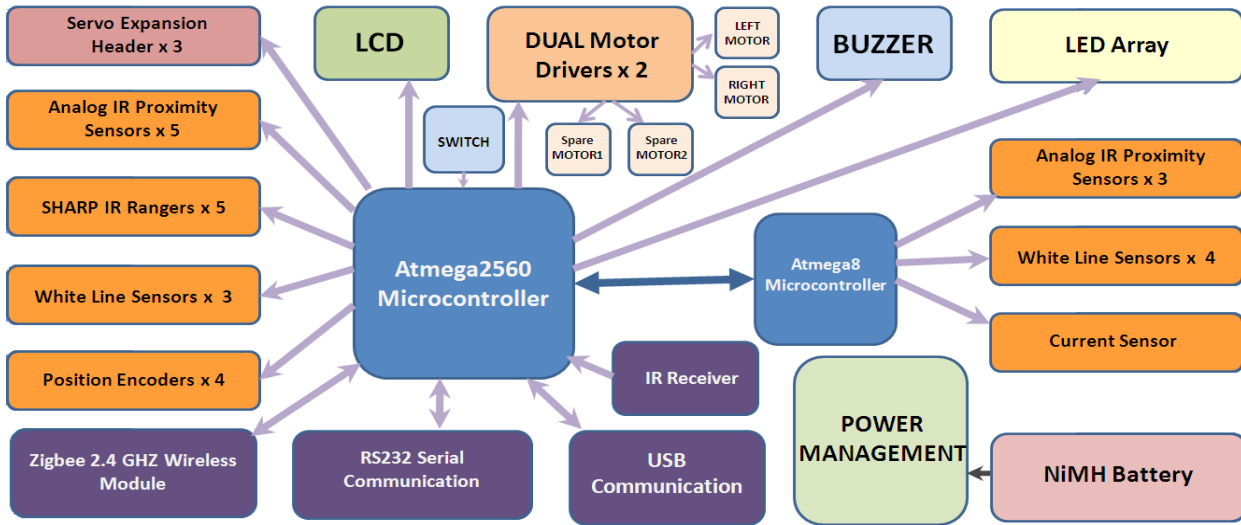 Servo Expansion
Header x 3
LCD
DUAL Motor
Drivers x 2
LEFT
MOTOR
RIGHT
MOTOR
BUZZER
LED Array
Analog IR Proximity
Sensors x 5
SWITCH
Spare
MOTOR1
Spare
MOTOR2
Analog IR Proximity
Sensors x 3
SHARP IR Rangers x 5
Atmega2560
Microcontroller
Atmega8
Microcontroller
White Line Sensors x 4
White Line Sensors x 3
Current Sensor
Position Encoders x 4
IR Receiver
POWER
MANAGEMENT
Zigbee 2.4 GHZ Wireless
Module
RS232 Serial
Communication
USB
Communication
NiMH Battery